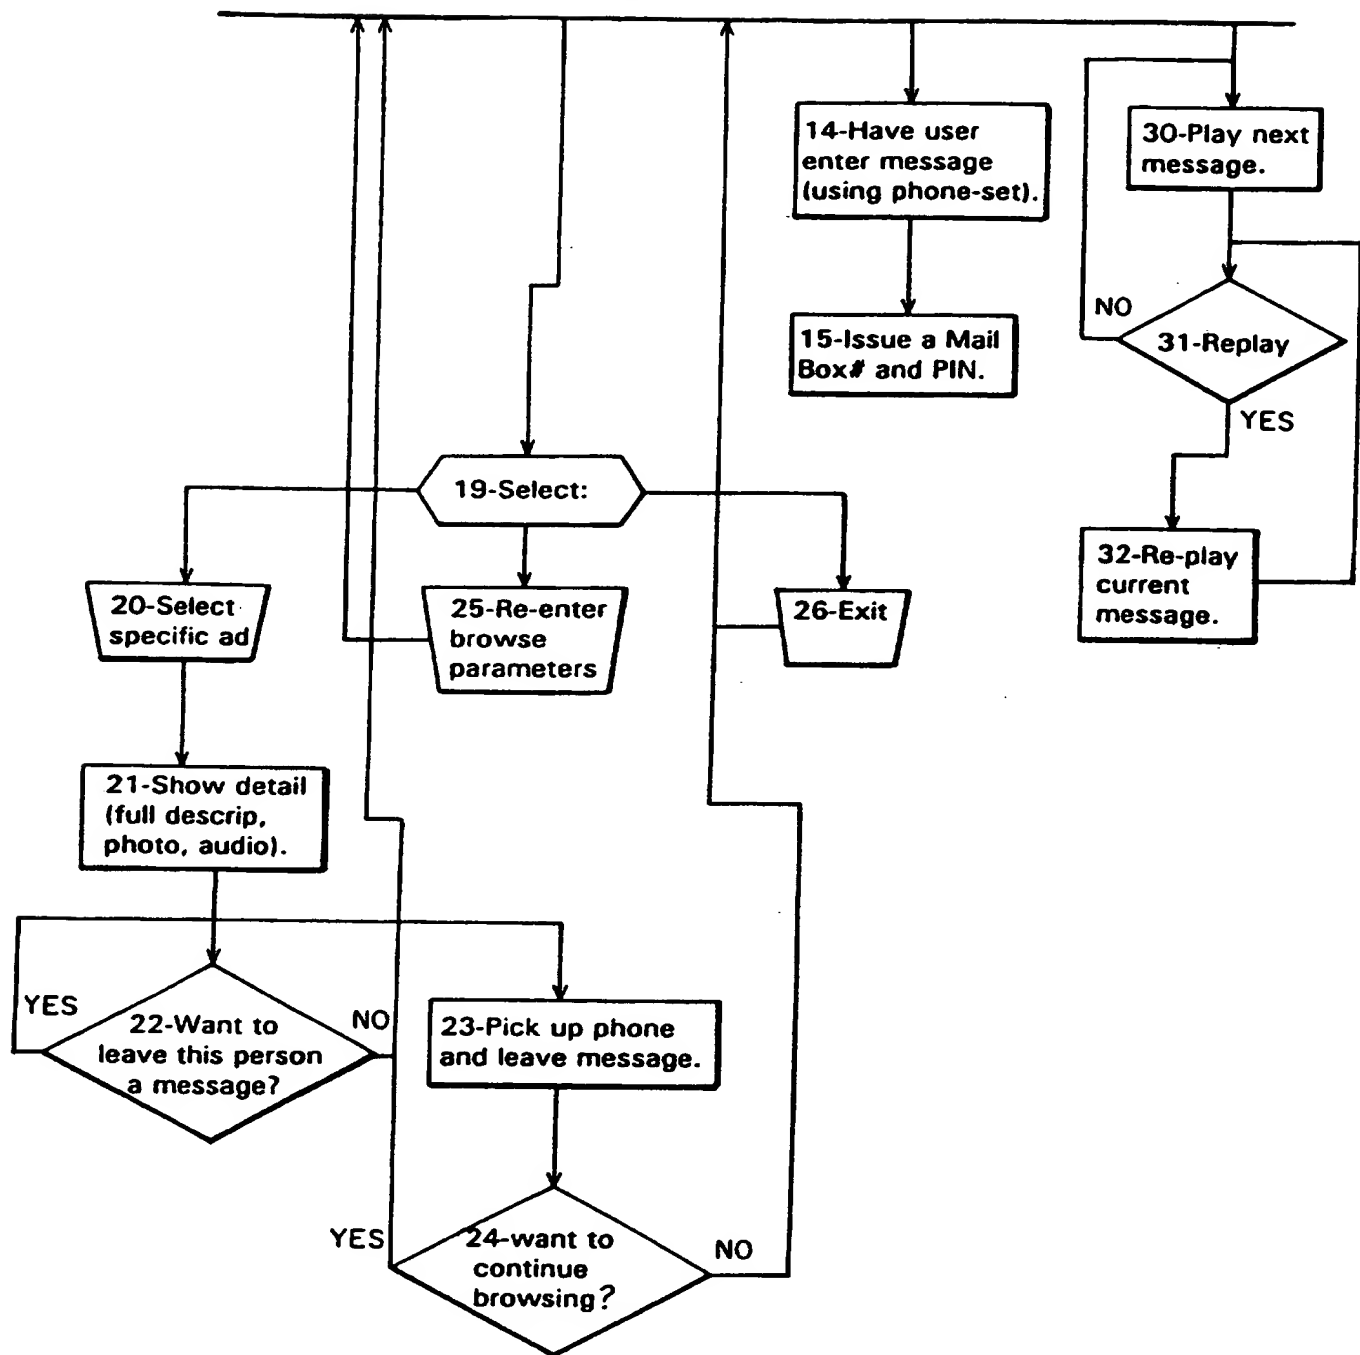 14-Have user
enter message
(using phone-set).
30-Play next
message.
15-Issue a Mail
Box# and PIN.
NO
31-Replay
YES
19-Select:
20-Select
specific ad
25-Re-enter
browse
parameters
26-Exit
32-Re-play
current
message.
21-Show detail
(full descrip,
photo, audio).
YES
22-Want to
leave this person
a message?
NO
23-Pick up phone
and leave message.
YES
24-want to
continue
browsing?
NO